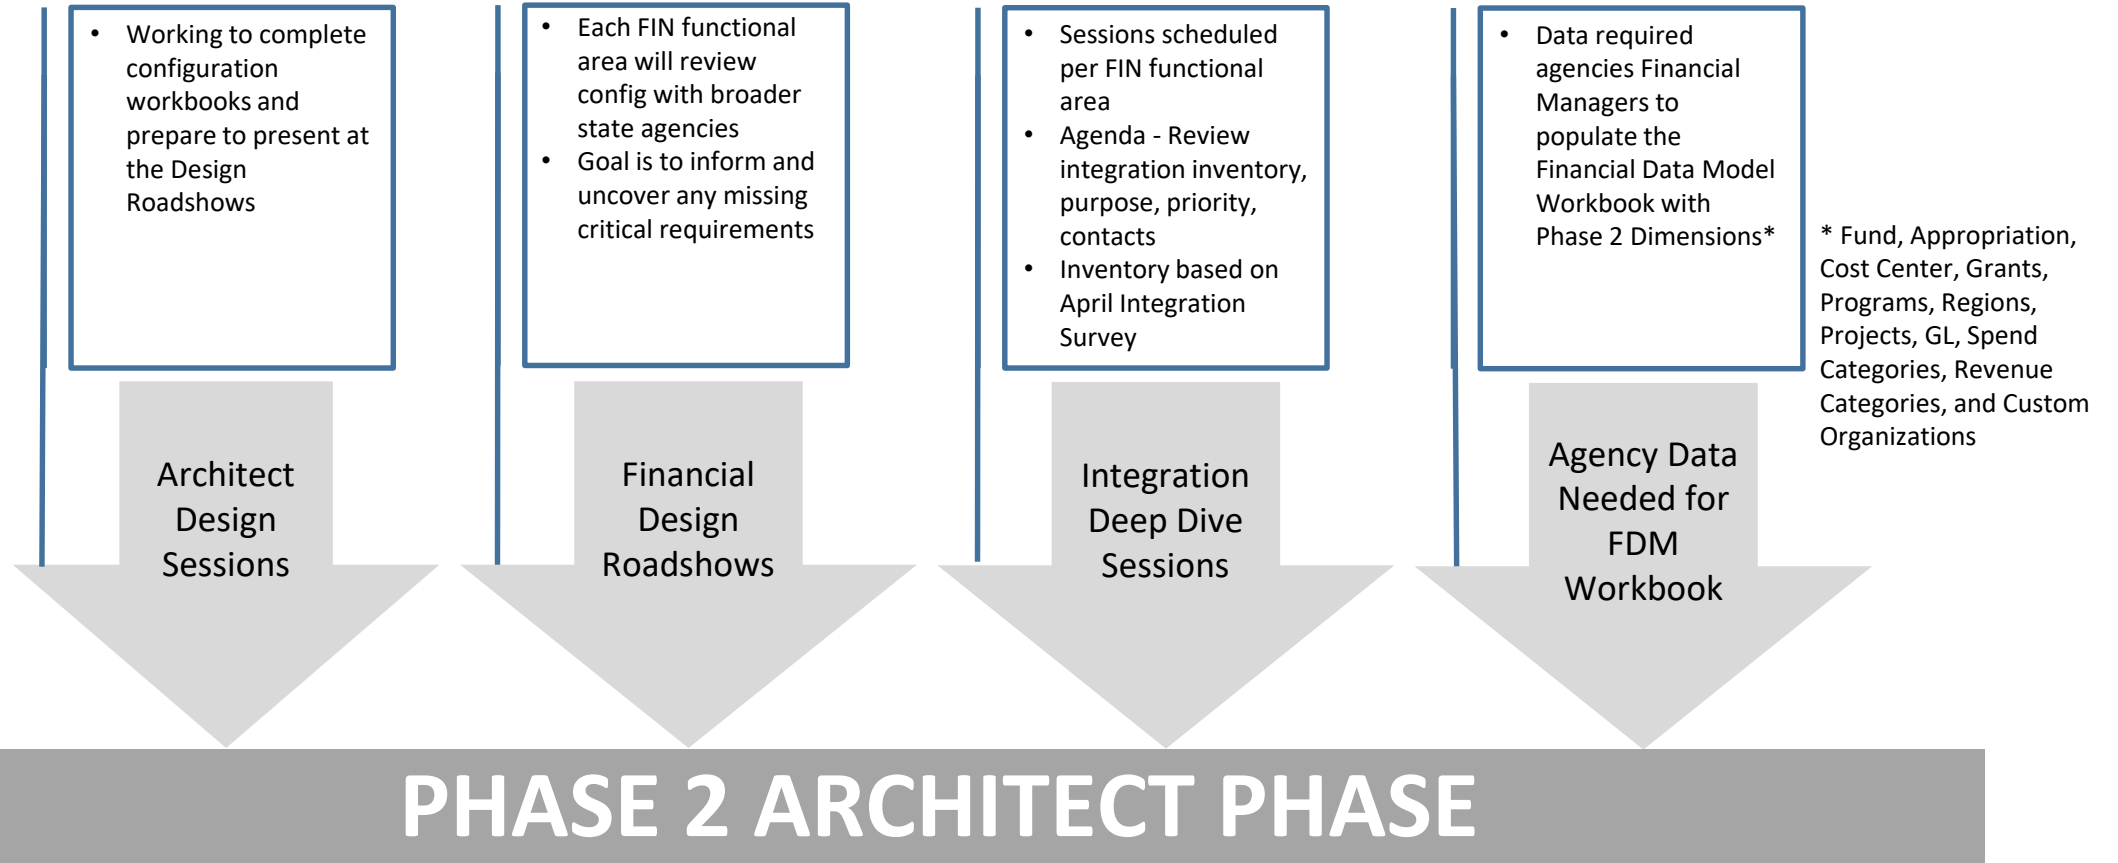 • Working to complete
configuration
workbooks and
prepare to present at
the Design
Roadshows
Architect
Design
Sessions
• Each FIN functional
area will review
config with broader
state agencies
• Goal is to inform and
uncover any missing
critical requirements
Financial
Design
Roadshows
• Sessions scheduled
per FIN functional
area
• Agenda - Review
integration inventory,
purpose, priority,
contacts
• Inventory based on
April Integration
Survey
Integration
Deep Dive
Sessions
• Data required
agencies Financial
Managers to
populate the
Financial Data Model
Workbook with
Phase 2 Dimensions*
Agency Data
Needed for
FDM
Workbook
* Fund, Appropriation,
Cost Center, Grants,
Programs, Regions,
Projects, GL, Spend
Categories, Revenue
Categories, and Custom
Organizations
PHASE 2 ARCHITECT PHASE